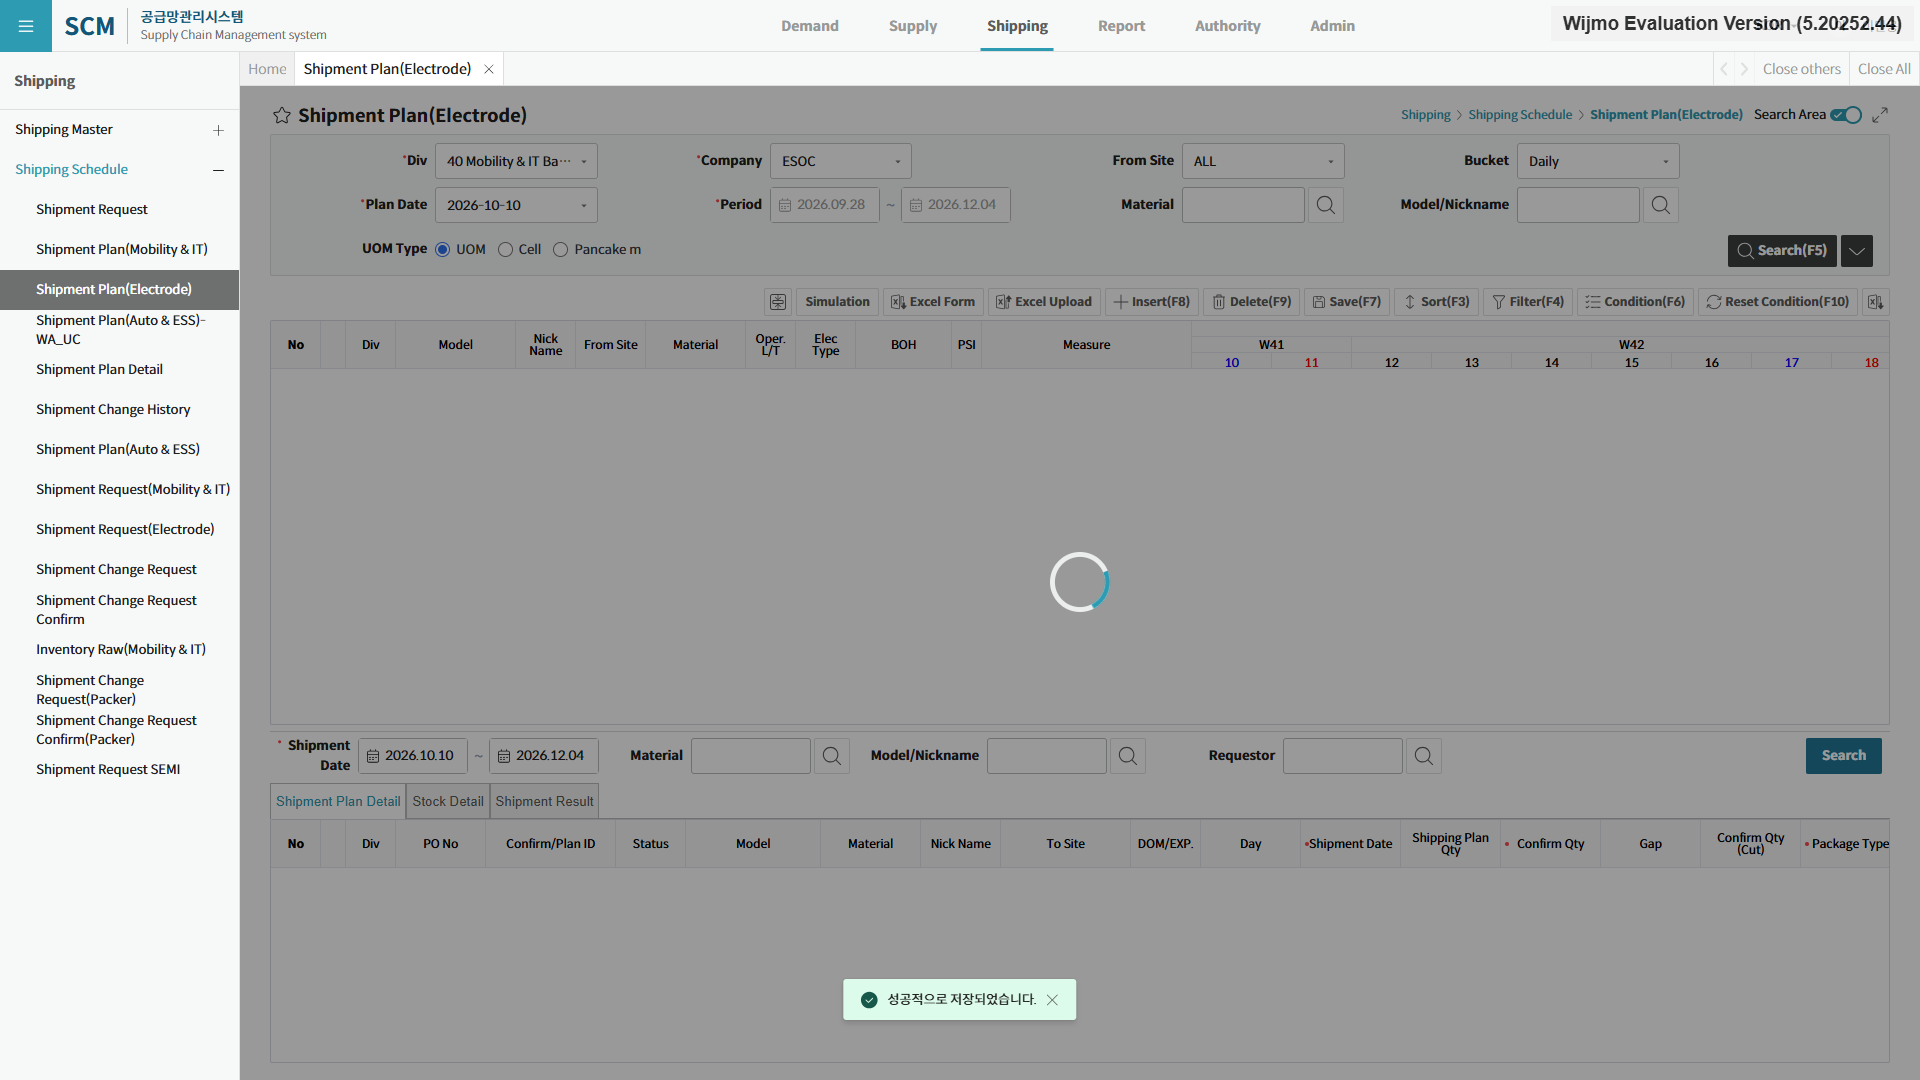 SCM
공급망관리시스템
Supply Chain Management system
Demand
Supply
Shipping
Report
Authority
Admin
Wijmo Evaluation Version (5.20252.44)
Shipping
Home
Shipment Plan(Electrode)
Close others
Close All
Shipping Master
Shipping Schedule
Shipment Request
Shipment Plan(Mobility & IT)
Shipment Plan(Electrode)
Shipment Plan(Auto & ESS)-
WA_UC
Shipment Plan Detail
Shipment Change History
Shipment Plan(Auto & ESS)
Shipment Request(Mobility & IT)
Shipment Request(Electrode)
Shipment Change Request
Shipment Change Request
Confirm
Inventory Raw(Mobility & IT)
Shipment Change
Request(Packer)
Shipment Change Request
Confirm(Packer)
Shipment Request SEMI
Shipment Plan(Electrode)
Shipping > Shipping Schedule > Shipment Plan(Electrode)
Search Area
*Div 40 Mobility & IT Ba···
*Company ESOC
From Site ALL
Bucket Daily
*Plan Date 2026-10-10
*Period 2026.09.28 ~ 2026.12.04
Material
Model/Nickname
UOM Type UOM Cell Pancake m
Search(F5)
Simulation
Excel Form
Excel Upload
Insert(F8)
Delete(F9)
Save(F7)
Sort(F3)
Filter(F4)
Condition(F6)
Reset Condition(F10)
No
Div
Model
Nick
Name
From Site
Material
Oper.
L/T
Elec
Type
BOH
PSI
Measure
W41
W42
10 11 12 13 14 15 16 17 18
* Shipment
Date
2026.10.10 ~ 2026.12.04
Material
Model/Nickname
Requestor
Search
Shipment Plan Detail
Stock Detail
Shipment Result
No
Div
PO No
Confirm/Plan ID
Status
Model
Material
Nick Name
To Site
DOM/EXP.
Day
•Shipment Date
Shipping Plan
Qty
• Confirm Qty
Gap
Confirm Qty
(Cut)
• Package Type
성공적으로 저장되었습니다.